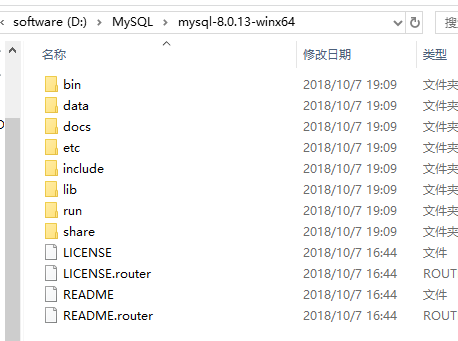 software (D:) > MySQL > mysql-8.0.13-winx64
搜
名称 修改日期 类型
bin 2018/10/7 19:09 文件夹
data 2018/10/7 19:09 文件夹
docs 2018/10/7 19:09 文件夹
etc 2018/10/7 19:09 文件夹
include 2018/10/7 19:09 文件夹
lib 2018/10/7 19:09 文件夹
run 2018/10/7 19:09 文件夹
share 2018/10/7 19:09 文件夹
LICENSE 2018/10/7 16:44 文件
LICENSE.router 2018/10/7 16:44 ROUT
README 2018/10/7 16:44 文件
README.router 2018/10/7 16:44 ROUT